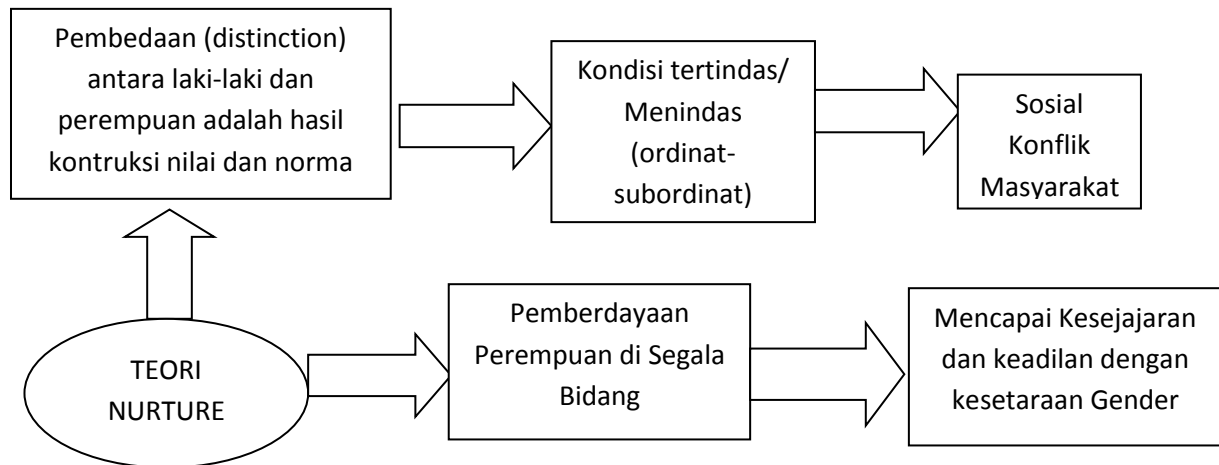 Pembedaan (distinction)
antara laki-laki dan
perempuan adalah hasil
kontruksi nilai dan norma
Kondisi tertindas/
Menindas
(ordinat-
subordinat)
Sosial
Konflik
Masyarakat
TEORI
NURTURE
Pemberdayaan
Perempuan di Segala
Bidang
Mencapai Kesejajaran
dan keadilan dengan
kesetaraan Gender